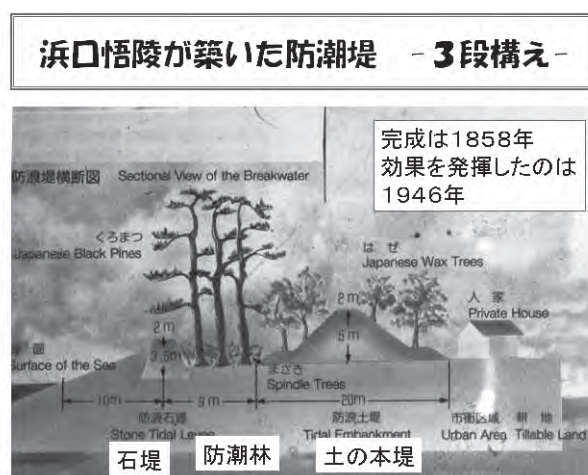 浜口悟陵が築いた防潮堤 -３段構え-
完成は1858年
効果を発揮したのは
1946年
防浪堤横断図 Sectional View of the Breakwater
くろまつ
Japanese Black Pines
はぜ
Japanese Wax Trees
2m
人家
Private House
2m
5m
3.5m
面
Surface of the Sea
まさき
Spindle Trees
10m
9m
20m
防浪石堤
Stone Tidal Levee
防浪土堤
Tidal Embankment
市街区域
Urban Area
耕地
Tillable Land
石堤
防潮林
土の本堤